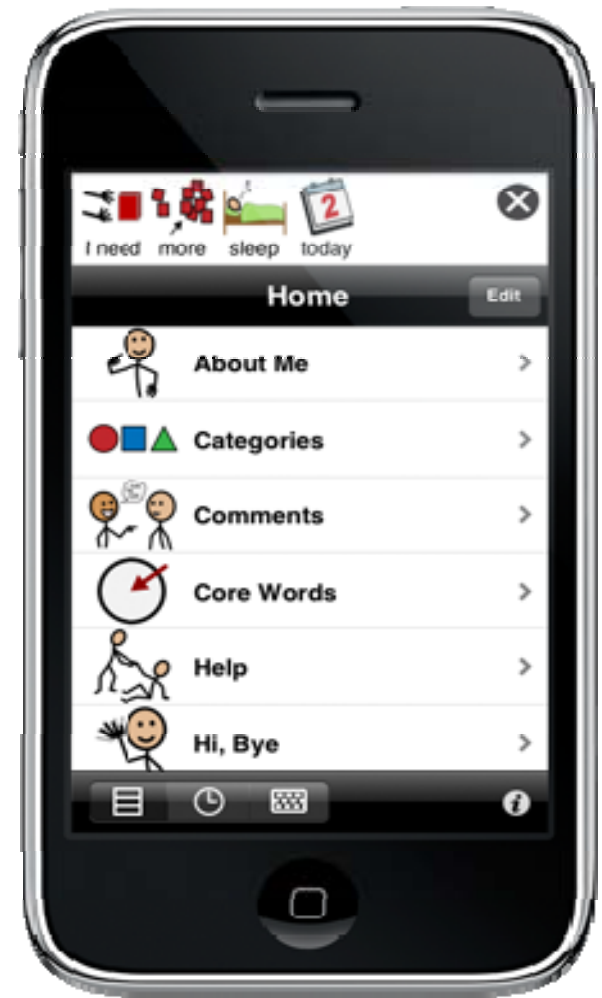 I need more sleep today
2
Home Edit
About Me
Categories
Comments
Core Words
Help
Hi, Bye
i